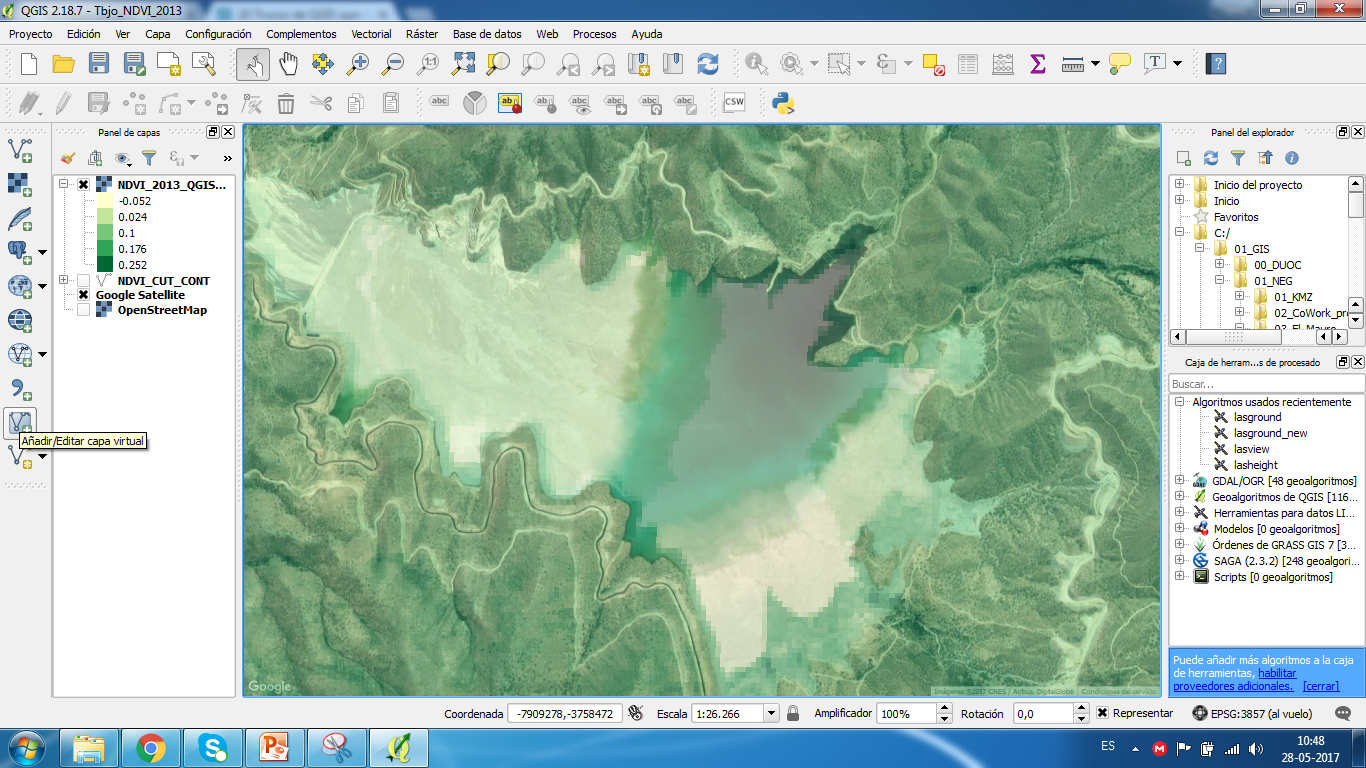 QGIS 2.18.7 - Tbjo_NDVI_2013
Proyecto Edición Ver Capa Configuración Complementos Vectorial Ráster Base de datos Web Procesos Ayuda
Panel de capas
NDVI_2013_QGIS...
-0.052
0.024
0.1
0.176
0.252
NDVI_CUT_CONT
Google Satellite
OpenStreetMap
Añadir/Editar capa virtual
abc abc abc abc abc abc abc CSW
Google
Imágenes ©2017 CNES / Airbus, DigitalGlobe Condiciones del servicio
Panel del explorador
Inicio del proyecto
Inicio
Favoritos
C:/
01_GIS
00_DUOC
01_NEG
01_KMZ
02_CoWork_pr
03_El_Mauro
Caja de herram...s de procesado
Buscar...
Algoritmos usados recientemente
lasground
lasground_new
lasview
lasheight
GDAL/OGR [48 geoalgoritmos]
Geoalgoritmos de QGIS [116...
Herramientas para datos LI...
Modelos [0 geoalgoritmos]
Órdenes de GRASS GIS 7 [3...
SAGA (2.3.2) [248 geoalgori...
Scripts [0 geoalgoritmos]
Puede añadir más algoritmos a la caja
de herramientas, habilitar
proveedores adicionales. [cerrar]
Coordenada -7909278,-3758472 Escala 1:26.266 Amplificador 100% Rotación 0,0 Representar EPSG:3857 (al vuelo)
ES
10:48
28-05-2017